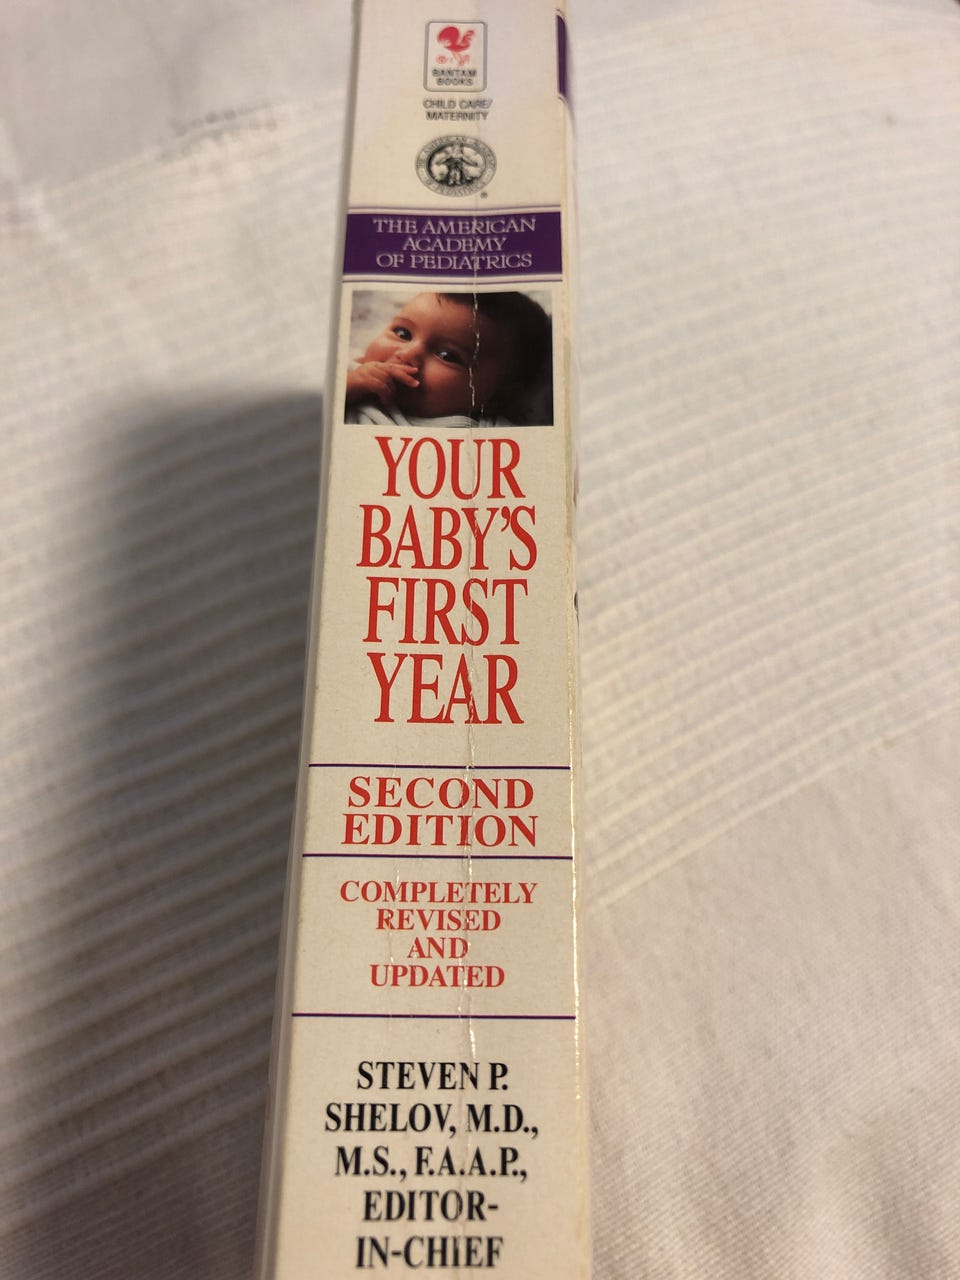 BANTAM
BOOKS
CHILD CARE/
MATERNITY
THE AMERICAN
ACADEMY
OF PEDIATRICS
YOUR
BABY'S
FIRST
YEAR
SECOND
EDITION
COMPLETELY
REVISED
AND
UPDATED
STEVEN P.
SHELOV, M.D.,
M.S., F.A.A.P.,
EDITOR-
IN-CHIEF